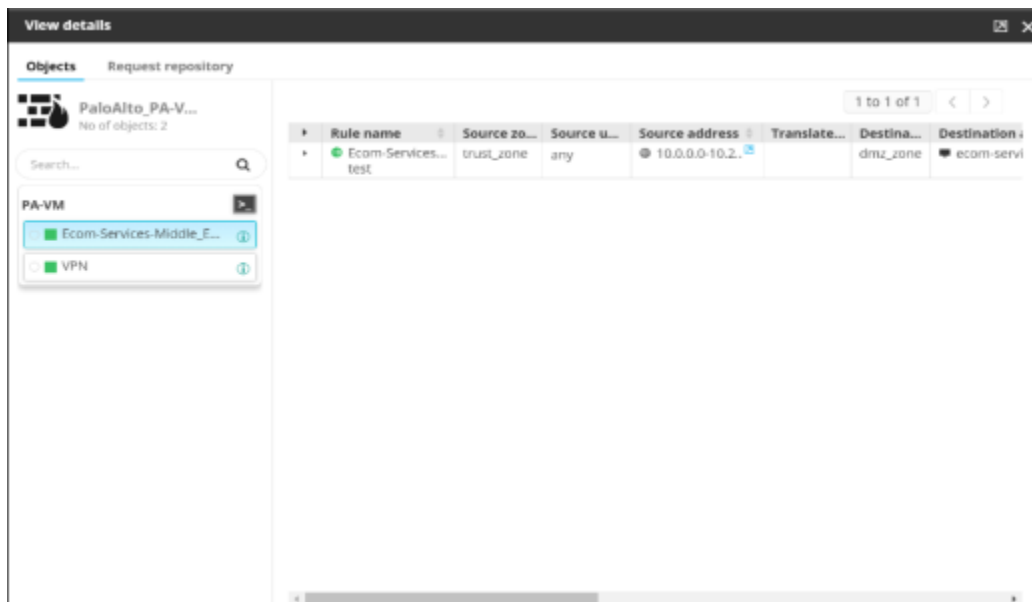 View details
Objects Request repository
PaloAlto_PA-V...
No of objects: 2
Search...
PA-VM
Ecom-Services-Middle_E...
VPN
1 to 1 of 1
Rule name Source zo... Source u... Source address Translate... Destina... Destination a
Ecom-Services... trust_zone any 10.0.0.0-10.2.. dmz_zone ecom-servi
test